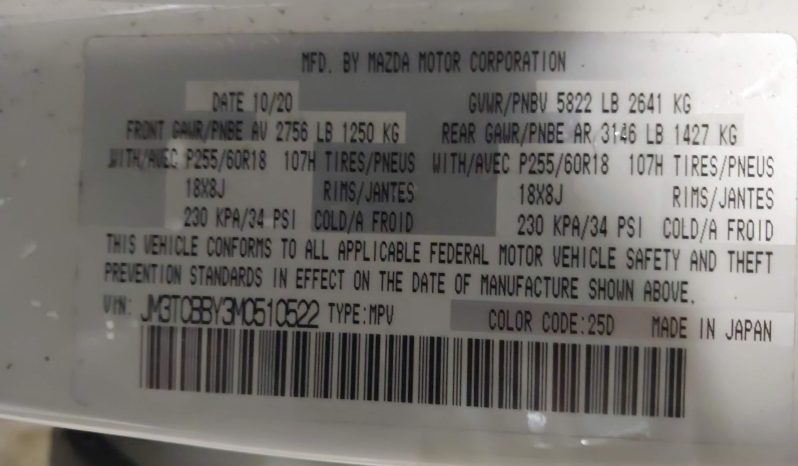 MFD. BY MAZDA MOTOR CORPORATION
DATE 10/20 GVWR/PNBV 5822 LB 2641 KG
FRONT GAWR/PNBE AV 2756 LB 1250 KG REAR GAWR/PNBE AR 3146 LB 1427 KG
WITH/AVEC P255/60R18 107H TIRES/PNEUS WITH/AVEC P255/60R18 107H TIRES/PNEUS
18X8J RIMS/JANTES 18X8J RIMS/JANTES
230 KPA/34 PSI COLD/A FROID 230 KPA/34 PSI COLD/A FROID
THIS VEHICLE CONFORMS TO ALL APPLICABLE FEDERAL MOTOR VEHICLE SAFETY AND THEFT
PREVENTION STANDARDS IN EFFECT ON THE DATE OF MANUFACTURE SHOWN ABOVE.
VIN: JM3TCBBY3M0510522 TYPE:MPV COLOR CODE:25D MADE IN JAPAN